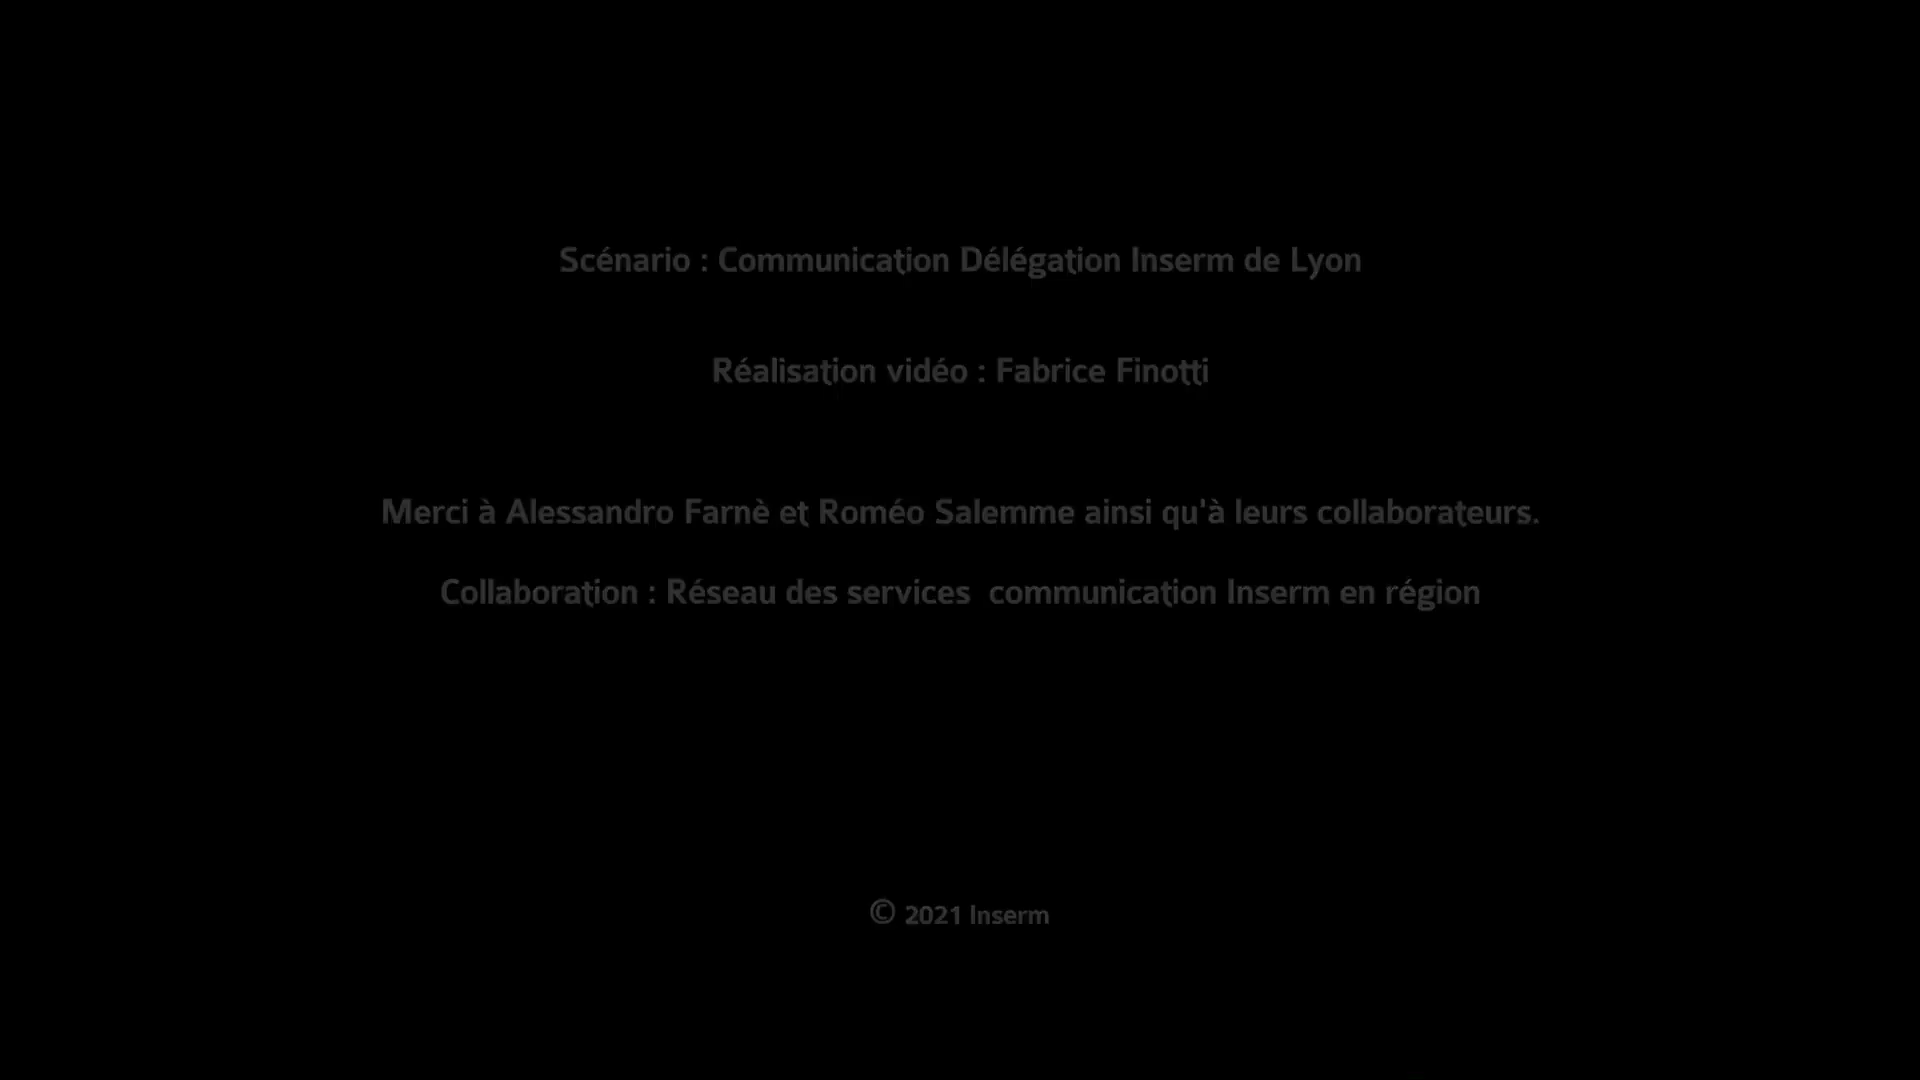 Scénario : Communication Délégation Inserm de Lyon
Réalisation vidéo : Fabrice Finotti
Merci à Alessandro Farnè et Roméo Salemme ainsi qu'à leurs collaborateurs.
Collaboration : Réseau des services  communication Inserm en région
© 2021 Inserm